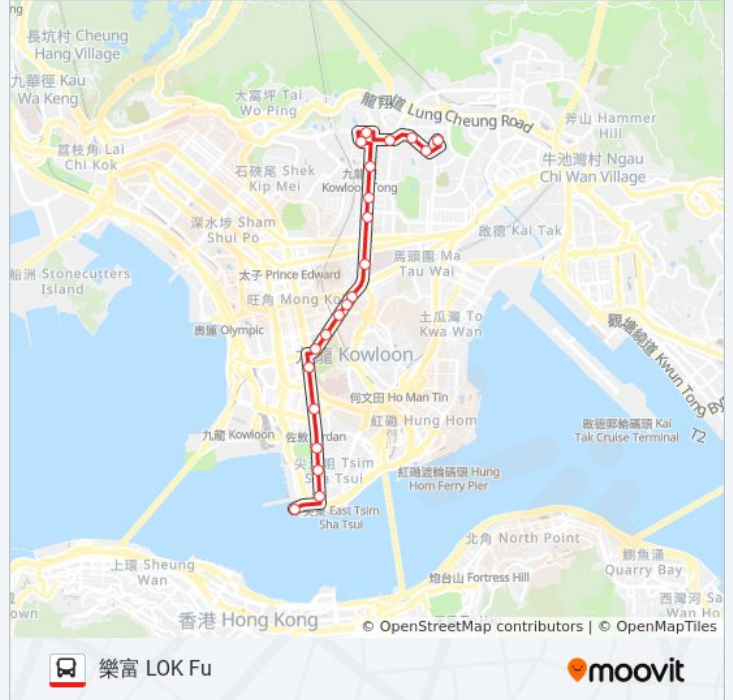 ng
長坑村 Cheung
Hang Village
九華徑 Kau
Wa Keng
大富坪 Tai
Wo Ping
龍翔道 Lung Cheung Road
斧山 Hammer
Hill
荔枝角 Lai
Chi Kok
石硤尾 Shek
Kip Mei
九龍
Kowloon Tong
牛池灣村 Ngau
Chi Wan Village
深水埗 Sham
Shui Po
啟德 Kai Tak
船洲 Stonecutters
Island
太子 Prince Edward
馬頭圍 Ma
Tau Wai
旺角 Mong Ko
土瓜灣 To
Kwa Wan
奧運 Olympic
觀塘繞道 Kwun Tong By
九龍 Kowloon
何文田 Ho Man Tin
紅磡 Hung Hom
啟德郵輪碼頭 Kai
Tak Cruise Terminal
T2
九龍 Kowloon
佐敦 Jordan
尖沙咀 Tsim
Sha Tsui
紅磡渡輪碼頭 Hung
Hom Ferry Pier
尖東 East Tsim
Sha Tsui
北角 North Point
鰂魚涌
Quarry Bay
上環 Sheung
Wan
炮台山 Fortress Hill
西灣河 Sa
Wan Ho
own
香港 Hong Kong
© OpenStreetMap contributors | © OpenMapTiles
樂富 LOK Fu
moovit